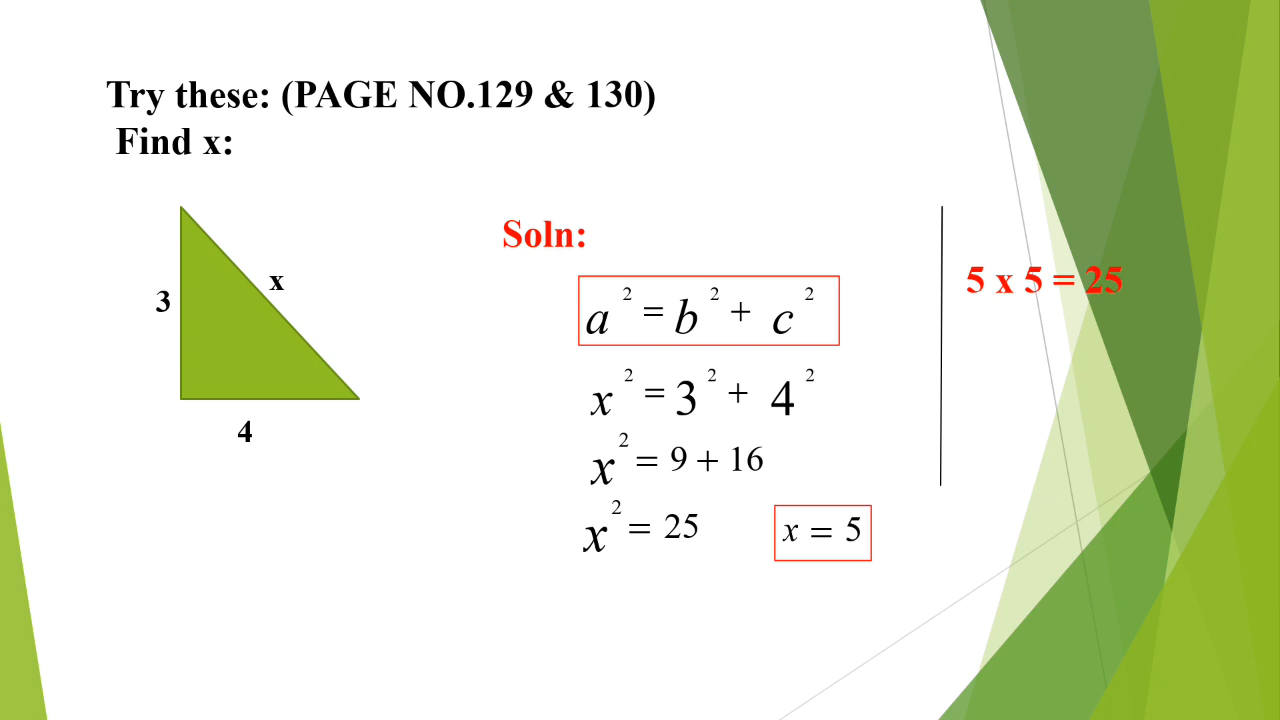 Try these: (PAGE NO.129 & 130)
Find x:
3
x
4
Soln:
a² = b² + c²
x² = 3² + 4²
x² = 9 + 16
x² = 25
x = 5
5 x 5 = 25